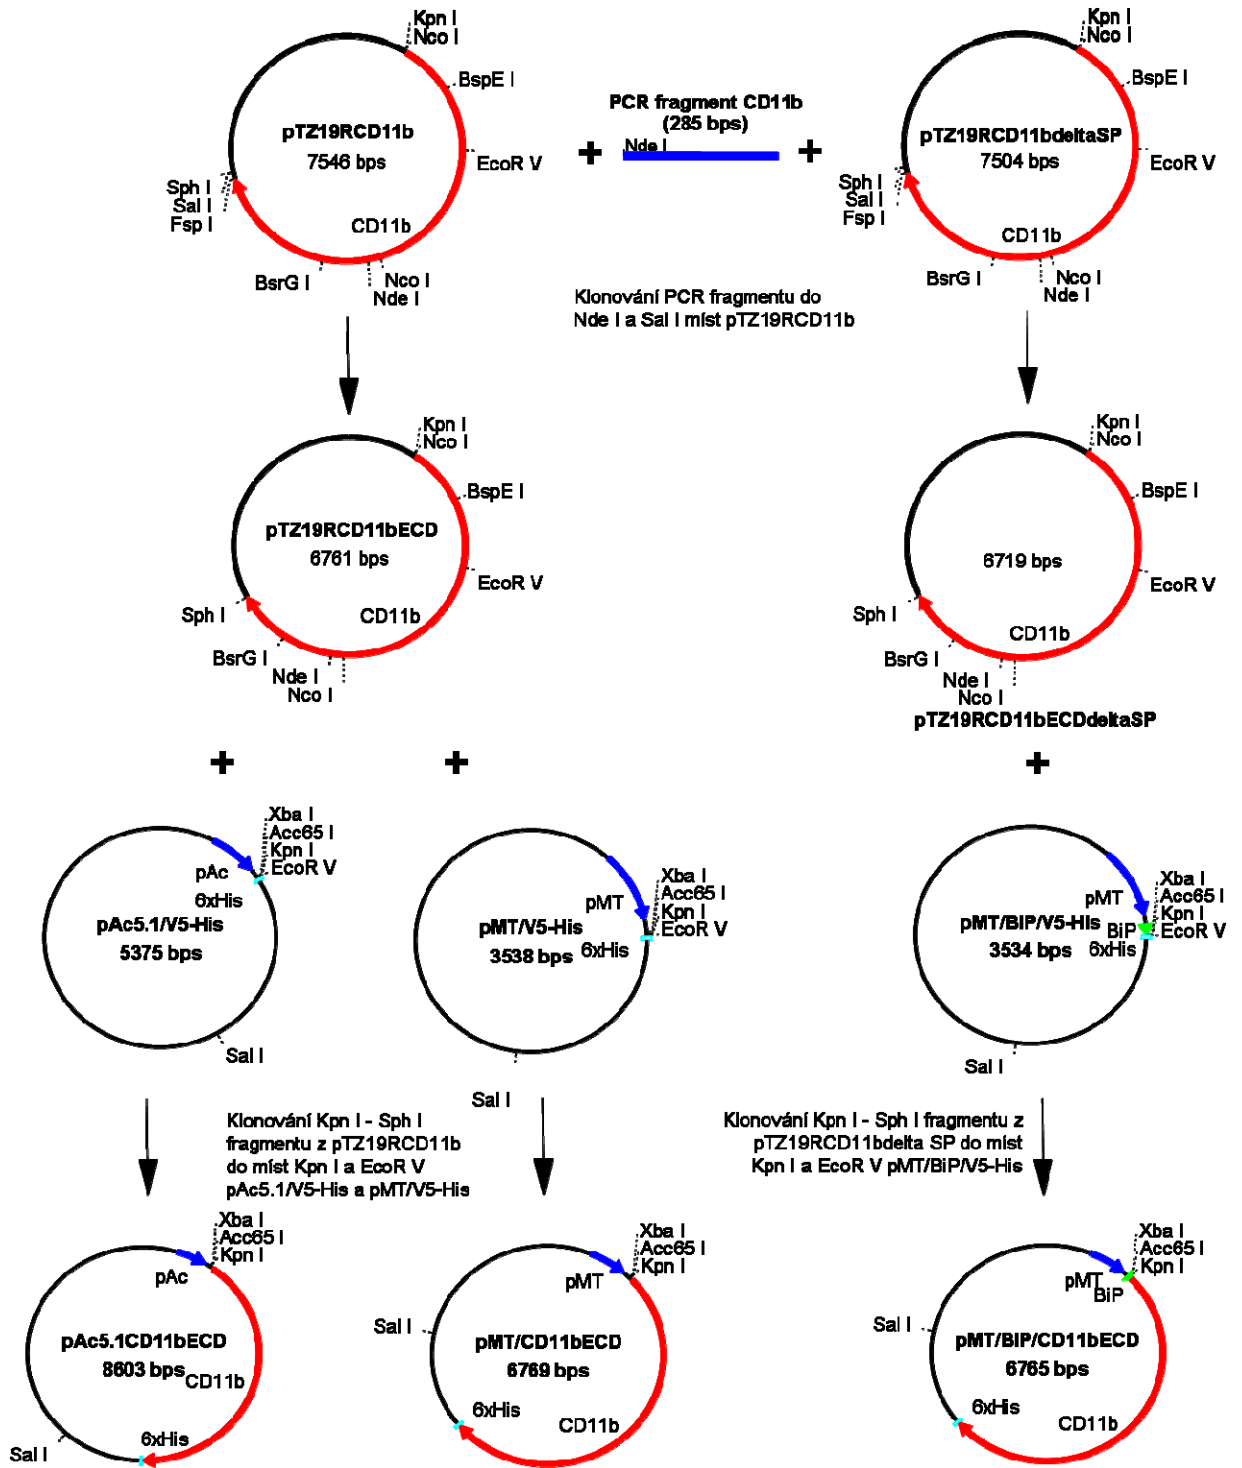 Kpn I
Nco I
BspE I
pTZ19RCD11b
7546 bps
EcoR V
Sph I
Sal I
Fsp I
CD11b
BsrG I
Nco I
Nde I
PCR fragment CD11b
(285 bps)
Nde I
+
+
Kpn I
Nco I
BspE I
pTZ19RCD11bdeltaSP
7504 bps
EcoR V
Sph I
Sal I
Fsp I
CD11b
BsrG I
Nco I
Nde I
Klonování PCR fragmentu do
Nde I a Sal I míst pTZ19RCD11b
Kpn I
Nco I
BspE I
pTZ19RCD11bECD
6761 bps
EcoR V
Sph I
CD11b
BsrG I
Nde I
Nco I
Kpn I
Nco I
BspE I
6719 bps
EcoR V
Sph I
CD11b
BsrG I
Nde I
Nco I
pTZ19RCD11bECDdeltaSP
+
+
+
Xba I
Acc65 I
Kpn I
EcoR V
pAc
6xHis
pAc5.1/V5-His
5375 bps
Sal I
Xba I
Acc65 I
Kpn I
EcoR V
pMT
6xHis
pMT/V5-His
3538 bps
Sal I
Xba I
Acc65 I
Kpn I
EcoR V
pMT
BiP
6xHis
pMT/BiP/V5-His
3534 bps
Sal I
Klonování Kpn I - Sph I
fragmentu z pTZ19RCD11b
do míst Kpn I a EcoR V
pAc5.1/V5-His a pMT/V5-His
Klonování Kpn I - Sph I fragmentu z
pTZ19RCD11bdelta SP do míst
Kpn I a EcoR V pMT/BiP/V5-His
Xba I
Acc65 I
Kpn I
pAc
pAc5.1CD11bECD
8603 bps
CD11b
6xHis
Sal I
Xba I
Acc65 I
Kpn I
pMT
Sal I
pMT/CD11bECD
6769 bps
6xHis
CD11b
Xba I
Acc65 I
Kpn I
pMT
BiP
Sal I
pMT/BiP/CD11bECD
6765 bps
6xHis
CD11b